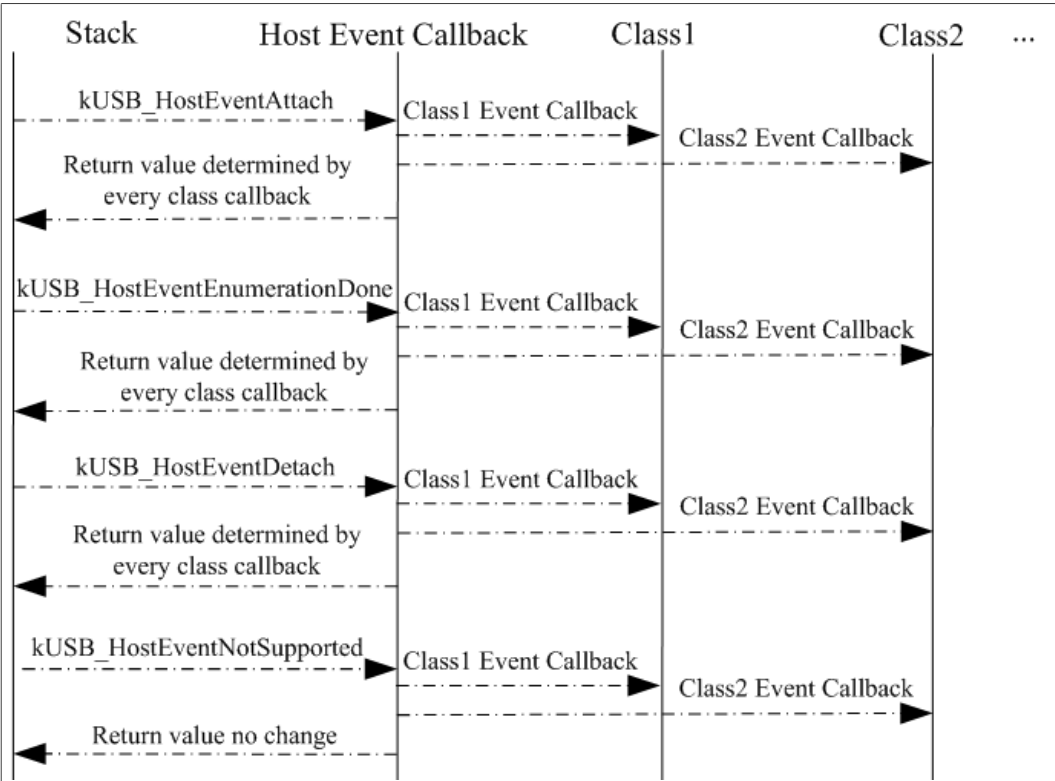 Stack Host Event Callback Class1 Class2 ...
kUSB_HostEventAttach
Class1 Event Callback
Class2 Event Callback
Return value determined by
every class callback
kUSB_HostEventEnumerationDone
Class1 Event Callback
Class2 Event Callback
Return value determined by
every class callback
kUSB_HostEventDetach
Class1 Event Callback
Class2 Event Callback
Return value determined by
every class callback
kUSB_HostEventNotSupported
Class1 Event Callback
Class2 Event Callback
Return value no change